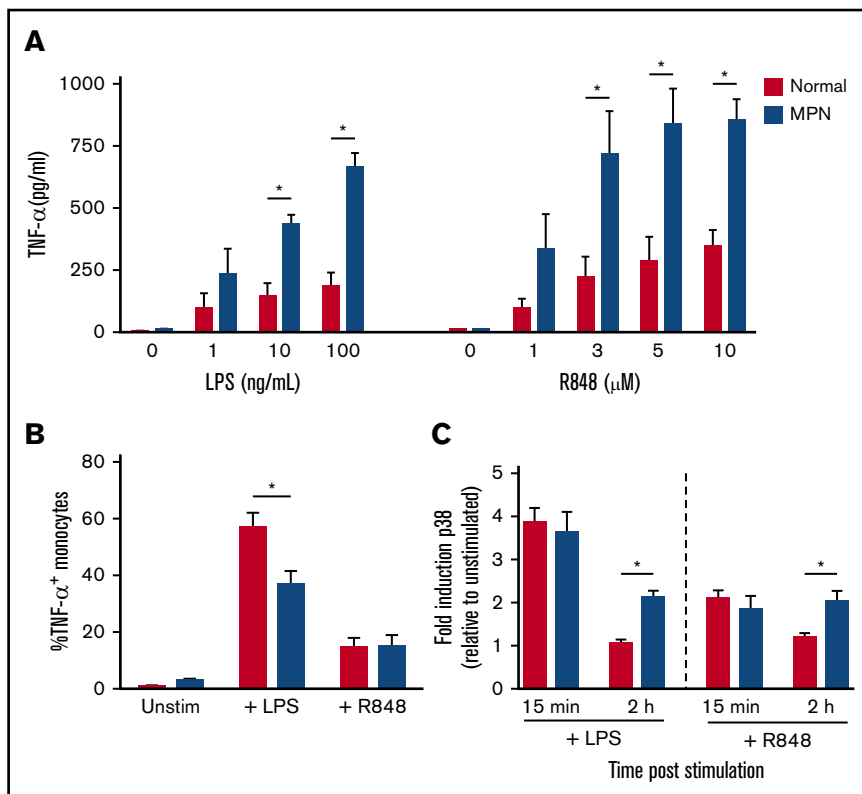 A
TNF-α(pg/ml)
1000
750
500
250
0
* * * * *
Normal
MPN
0 1 10 100 0 1 3 5 10
LPS (ng/mL) R848 (μM)
B
%TNF-α+ monocytes
80
60
40
20
0
*
Unstim + LPS + R848
C
Fold induction p38
(relative to unstimulated)
5
4
3
2
1
0
* *
15 min 2 h 15 min 2 h
+ LPS + R848
Time post stimulation